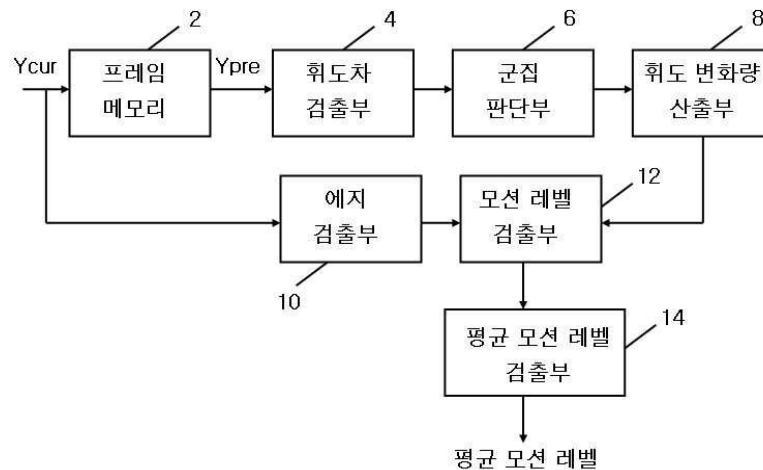 2
4
6
8
Ycur
프레임
메모리
Ypre
휘도차
검출부
군집
판단부
휘도 변화량
산출부
에지
검출부
10
모션 레벨
검출부
12
평균 모션 레벨
검출부
14
평균 모션 레벨